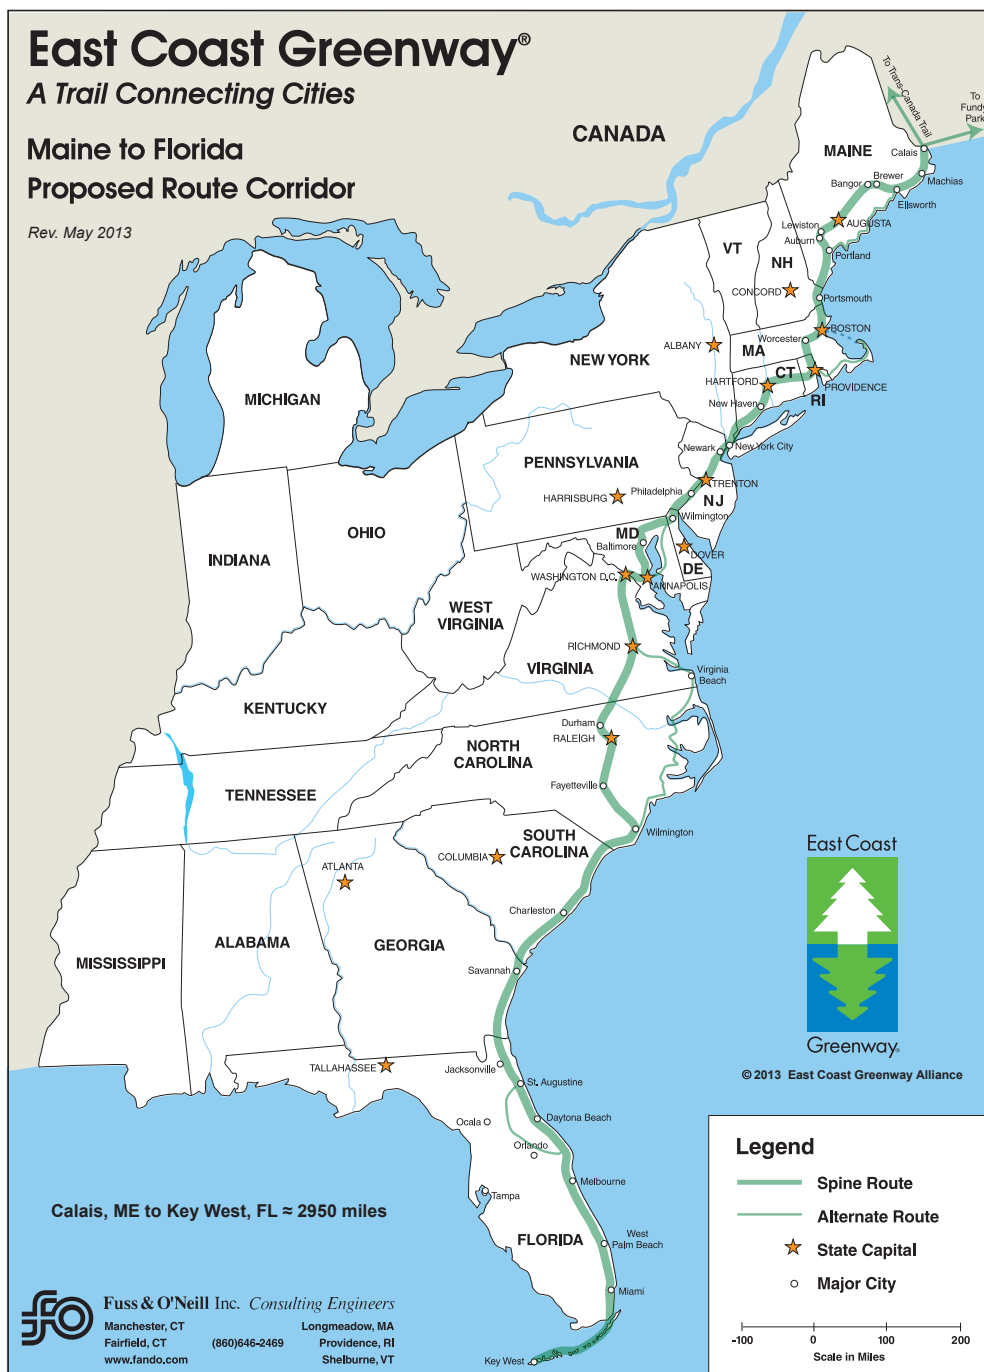 East Coast Greenway®
A Trail Connecting Cities
Maine to Florida
Proposed Route Corridor
Rev. May 2013
CANADA
To Trans-Canada Trail
To
Fundy
Park
MAINE
Calais
Brewer
Bangor
Machias
Ellsworth
Lewiston
AUGUSTA
Auburn
Portland
VT
NH
CONCORD
Portsmouth
BOSTON
Worcester
ALBANY
MA
NEW YORK
CT
HARTFORD
PROVIDENCE
RI
New Haven
MICHIGAN
New York City
Newark
PENNSYLVANIA
TRENTON
Philadelphia
HARRISBURG
NJ
Wilmington
OHIO
MD
Baltimore
INDIANA
DOVER
DE
WASHINGTON D.C.
ANNAPOLIS
WEST
VIRGINIA
RICHMOND
VIRGINIA
Virginia
Beach
KENTUCKY
Durham
RALEIGH
NORTH
CAROLINA
Fayetteville
TENNESSEE
Wilmington
SOUTH
CAROLINA
COLUMBIA
ATLANTA
Charleston
ALABAMA
GEORGIA
MISSISSIPPI
Savannah
East Coast
Greenway®
© 2013 East Coast Greenway Alliance
TALLAHASSEE
Jacksonville
St. Augustine
Ocala
Daytona Beach
Orlando
Melbourne
Tampa
West
Palm Beach
FLORIDA
Miami
Key West
Calais, ME to Key West, FL ≈ 2950 miles
Legend
Spine Route
Alternate Route
State Capital
Major City
-100 0 100 200
Scale in Miles
fo
Fuss & O'Neill Inc. Consulting Engineers
Manchester, CT Longmeadow, MA
Fairfield, CT (860)646-2469 Providence, RI
www.fando.com Shelburne, VT